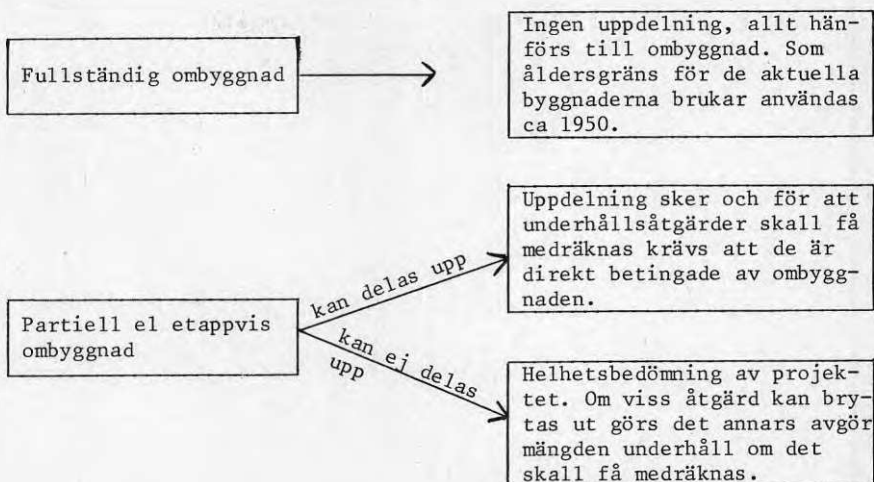 Fullständig ombyggnad
Ingen uppdelning, allt hän-
förs till ombyggnad. Som
åldersgräns för de aktuella
byggnaderna brukar användas
ca 1950.
Partiell el etappvis
ombyggnad
kan delas upp
Uppdelning sker och för att
underhållsåtgärder skall få
medräknas krävs att de är
direkt betingade av ombygg-
naden.
kan ej delas
upp
Helhetsbedömning av projek-
tet. Om viss åtgärd kan bry-
tas ut görs det annars avgör
mängden underhåll om det
skall få medräknas.